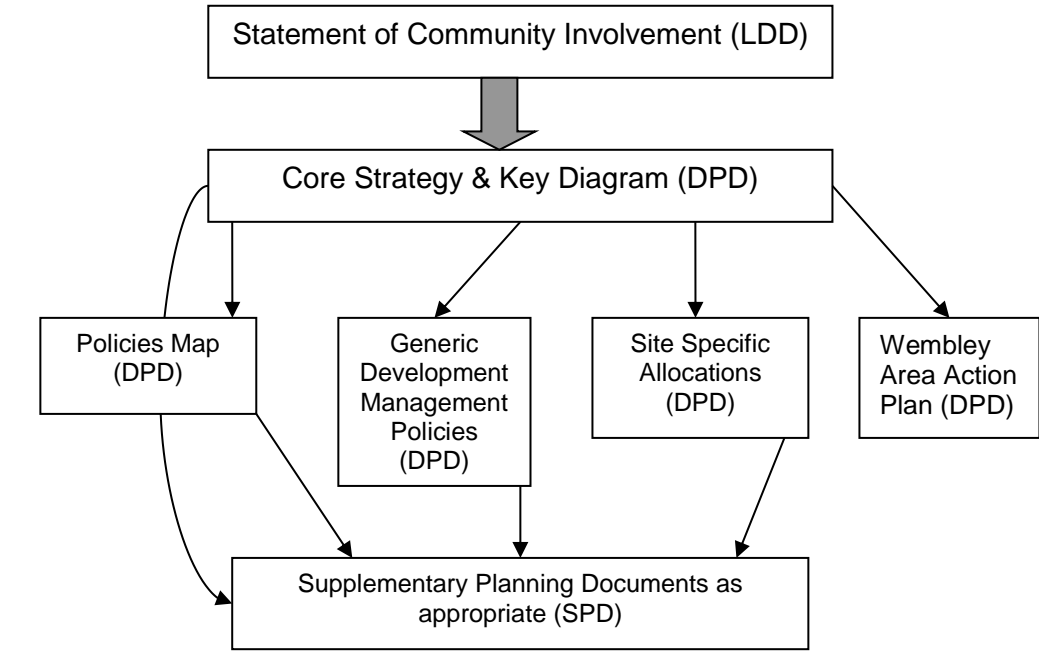 Statement of Community Involvement (LDD)
Core Strategy & Key Diagram (DPD)
Policies Map
(DPD)
Generic
Development
Management
Policies
(DPD)
Site Specific
Allocations
(DPD)
Wembley
Area Action
Plan (DPD)
Supplementary Planning Documents as
appropriate (SPD)